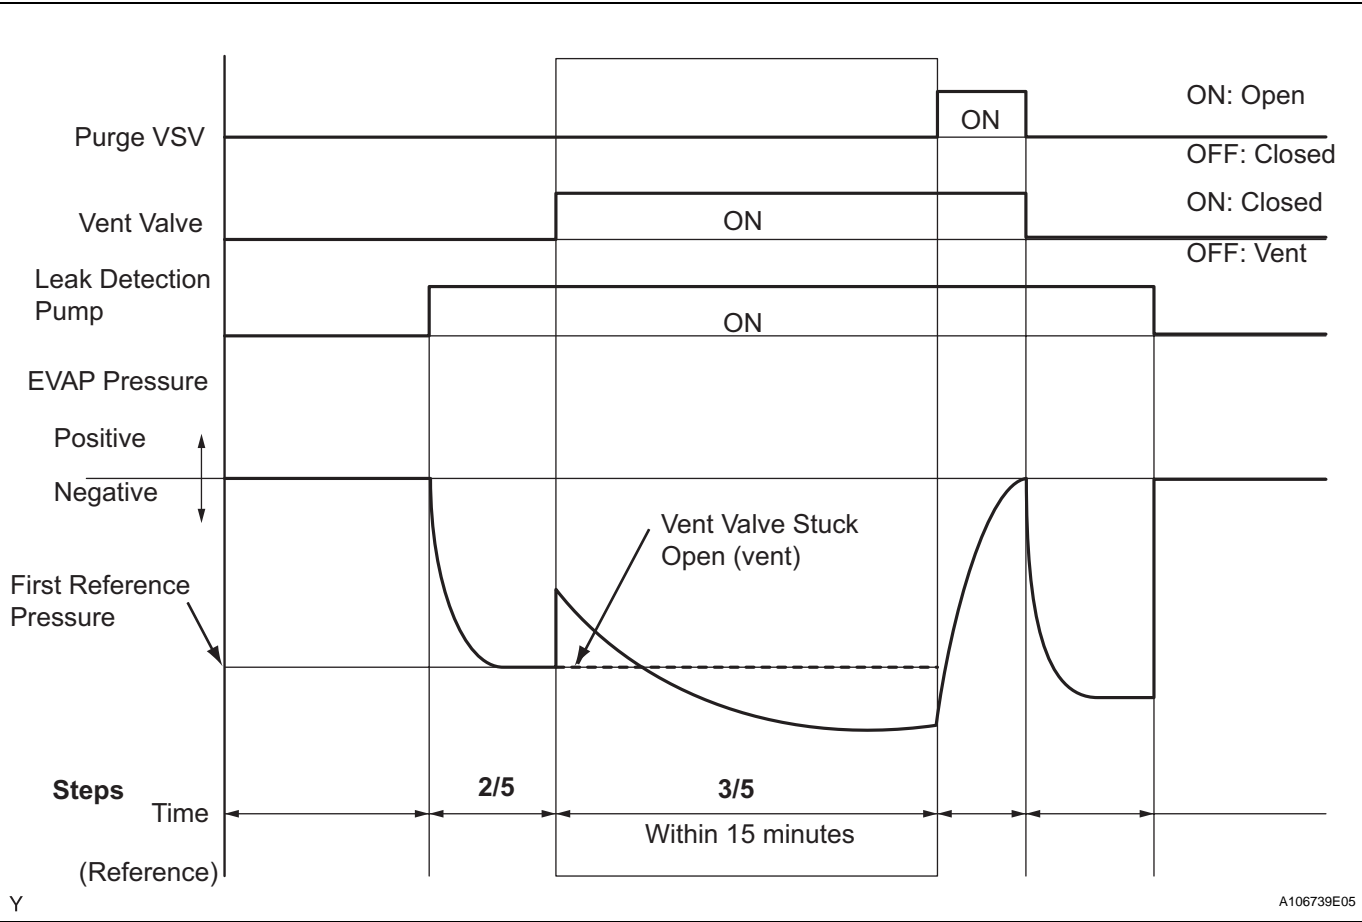 ON: Open
ON
Purge VSV
OFF: Closed
ON: Closed
Vent Valve
ON
OFF: Vent
Leak Detection
Pump
ON
EVAP Pressure
Positive
Negative
Vent Valve Stuck
Open (vent)
First Reference
Pressure
Steps
2/5
3/5
Time
Within 15 minutes
(Reference)
Y
A106739E05